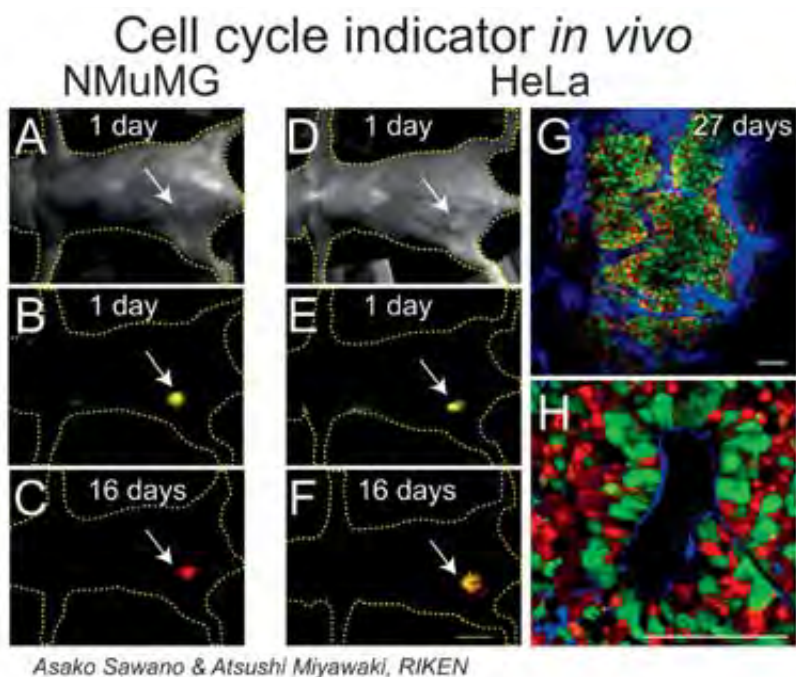 Cell cycle indicator in vivo
NMuMG HeLa
A 1 day
D 1 day
G 27 days
B 1 day
E 1 day
H
C 16 days
F 16 days
Asako Sawano & Atsushi Miyawaki, RIKEN